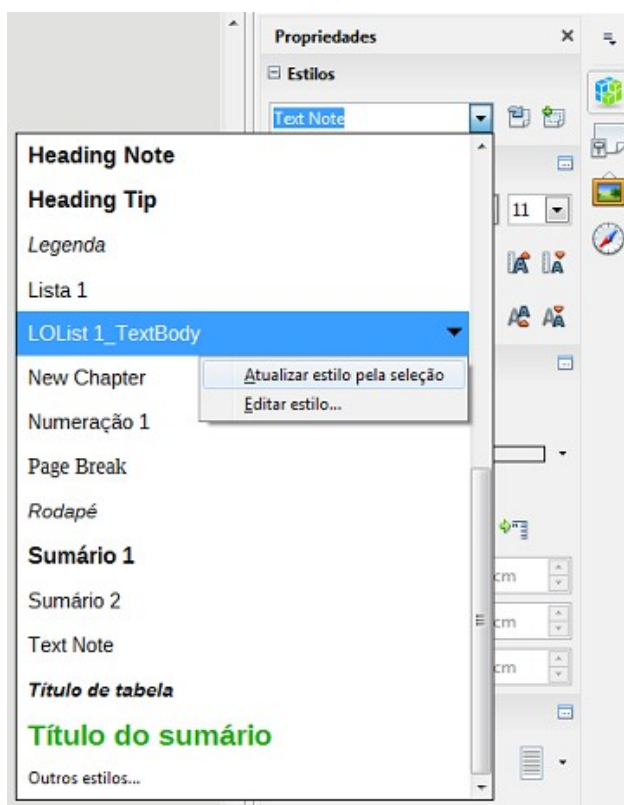 Propriedades
Estilos
Text Note
Heading Note
Heading Tip
11
Legenda
Lista 1
LOList 1_TextBody
New Chapter
Atualizar estilo pela seleção
Editar estilo...
Numeração 1
Page Break
Rodapé
Sumário 1
cm
Sumário 2
cm
Text Note
cm
Título de tabela
Título do sumário
Outros estilos...